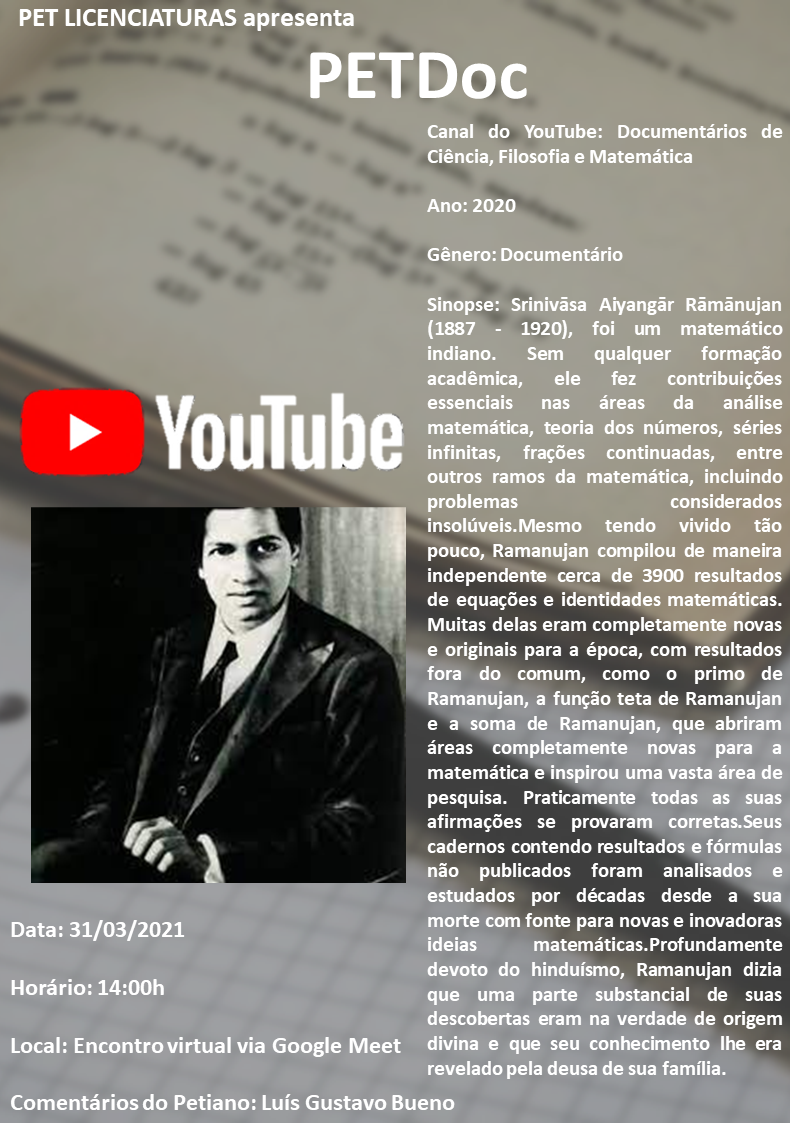 PET LICENCIATURAS apresenta
PETDoc
Canal do YouTube: Documentários de
Ciência, Filosofia e Matemática
Ano: 2020
Gênero: Documentário
Sinopse: Srinivāsa Aiyangār Rāmānujan
(1887 - 1920), foi um matemático
indiano. Sem qualquer formação
acadêmica, ele fez contribuições
essenciais nas áreas da análise
matemática, teoria dos números, séries
infinitas, frações continuadas, entre
outros ramos da matemática, incluindo
problemas considerados
insolúveis.Mesmo tendo vivido tão
pouco, Ramanujan compilou de maneira
independente cerca de 3900 resultados
de equações e identidades matemáticas.
Muitas delas eram completamente novas
e originais para a época, com resultados
fora do comum, como o primo de
Ramanujan, a função teta de Ramanujan
e a soma de Ramanujan, que abriram
áreas completamente novas para a
matemática e inspirou uma vasta área de
pesquisa. Praticamente todas as suas
afirmações se provaram corretas.Seus
cadernos contendo resultados e fórmulas
não publicados foram analisados e
estudados por décadas desde a sua
morte com fonte para novas e inovadoras
ideias matemáticas.Profundamente
devoto do hinduísmo, Ramanujan dizia
que uma parte substancial de suas
descobertas eram na verdade de origem
divina e que seu conhecimento lhe era
revelado pela deusa de sua família.
YouTube
Data: 31/03/2021
Horário: 14:00h
Local: Encontro virtual via Google Meet
Comentários do Petiano: Luís Gustavo Bueno